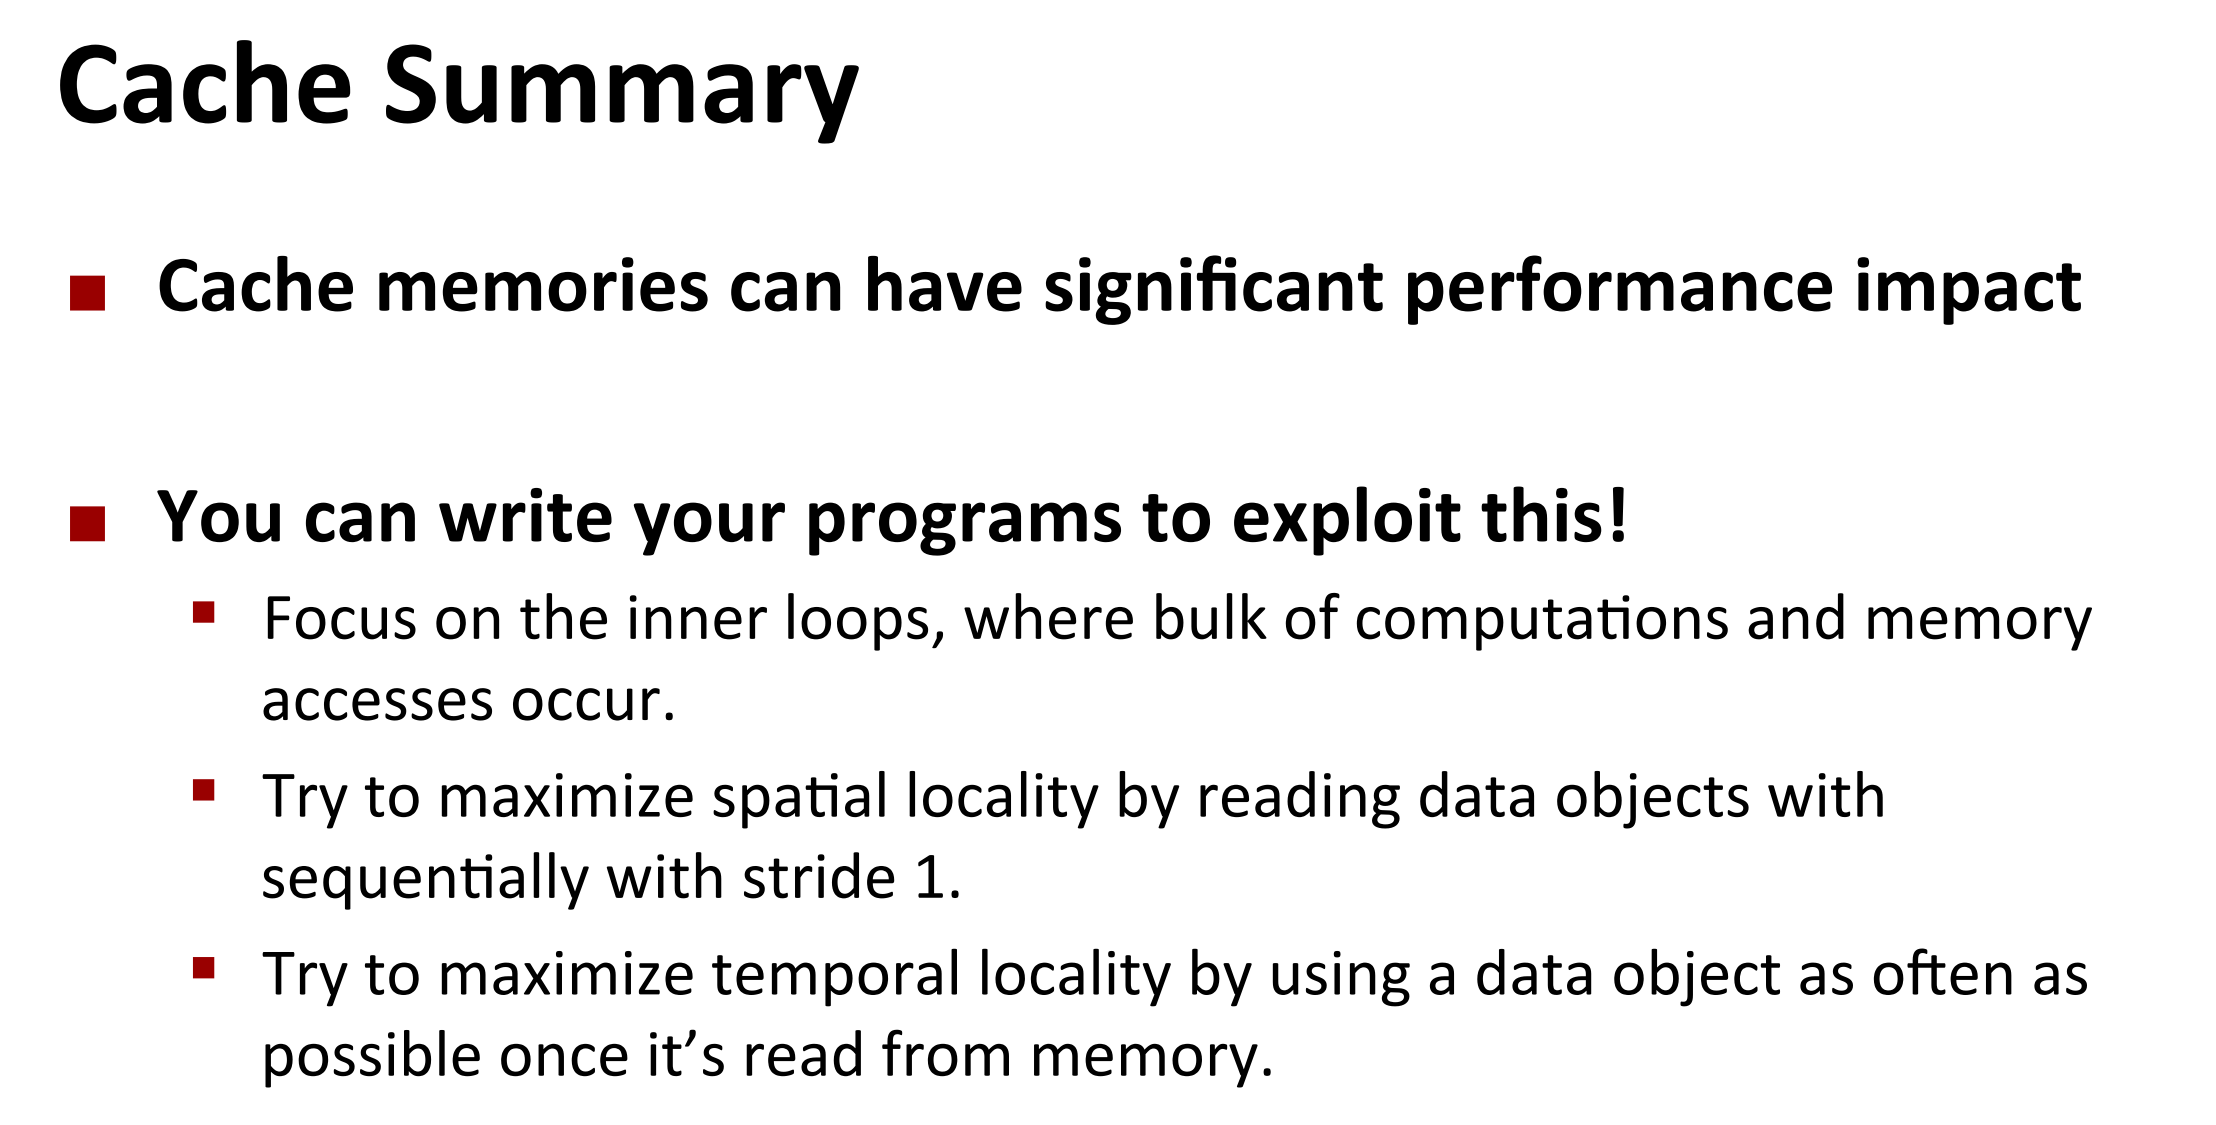 Cache Summary
Cache memories can have significant performance impact
You can write your programs to exploit this!
Focus on the inner loops, where bulk of computations and memory
accesses occur.
Try to maximize spatial locality by reading data objects with
sequentially with stride 1.
Try to maximize temporal locality by using a data object as often as
possible once it’s read from memory.